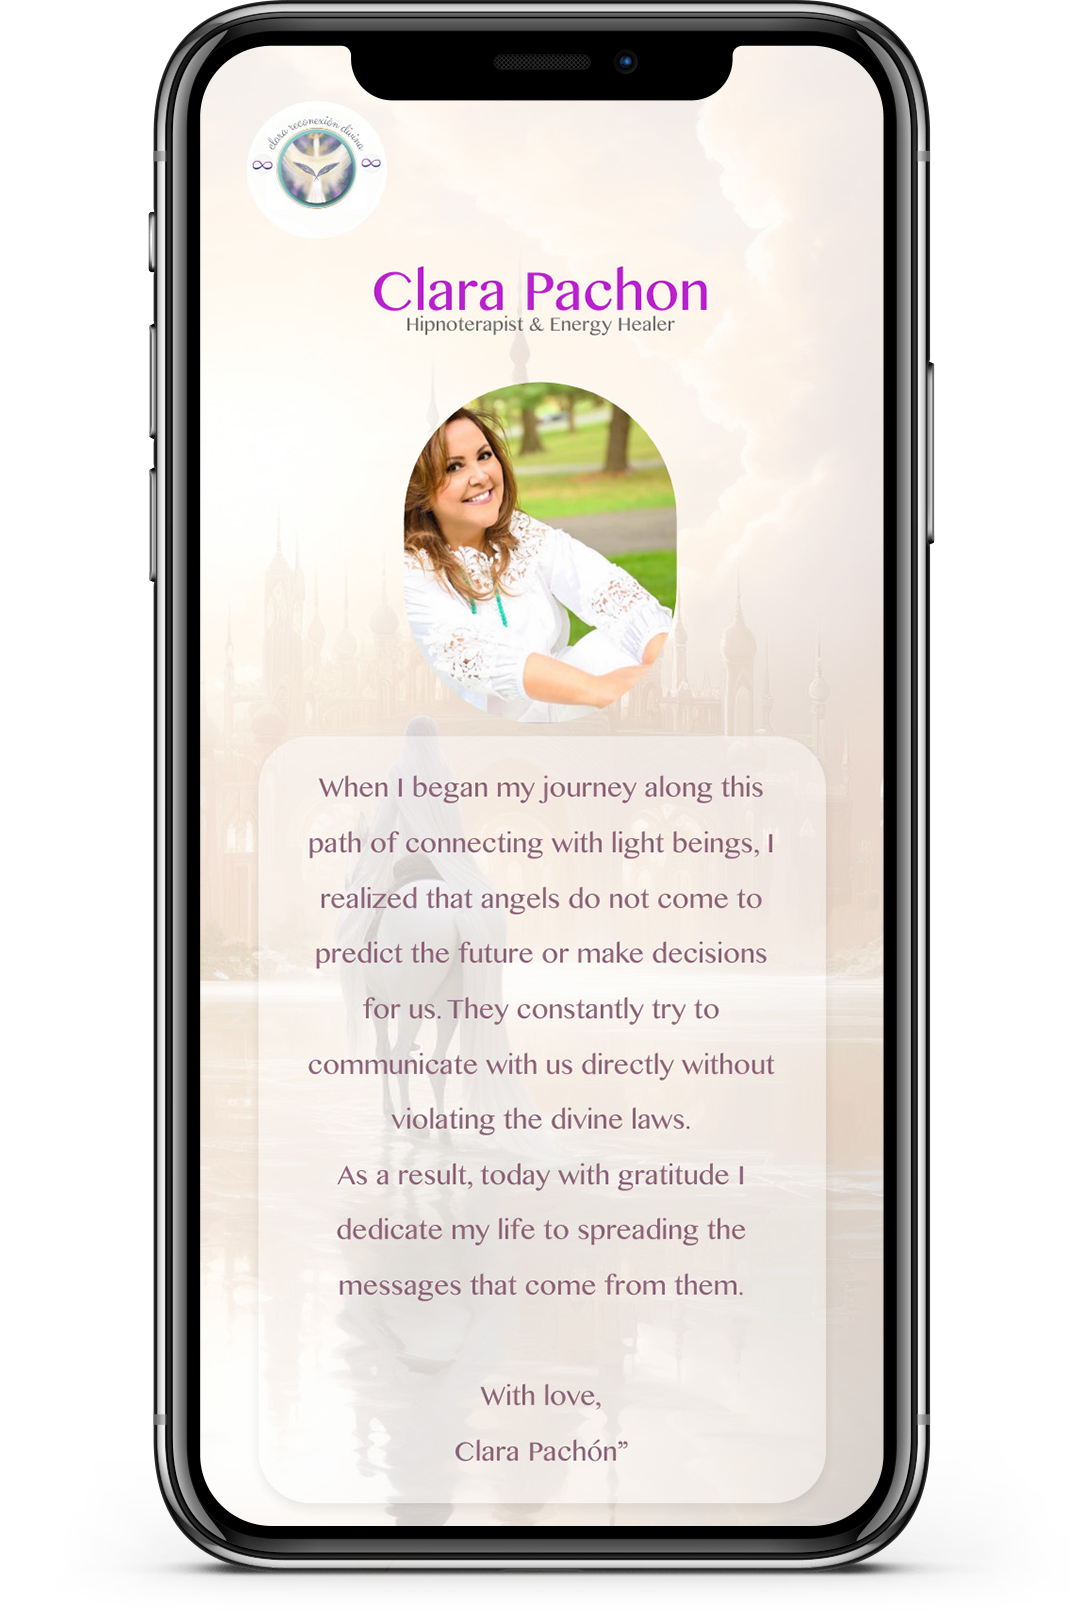 clara reconexión divina
Clara Pachon
Hipnoterapist & Energy Healer
When I began my journey along this
path of connecting with light beings, I
realized that angels do not come to
predict the future or make decisions
for us. They constantly try to
communicate with us directly without
violating the divine laws.
As a result, today with gratitude I
dedicate my life to spreading the
messages that come from them.
With love,
Clara Pachón”